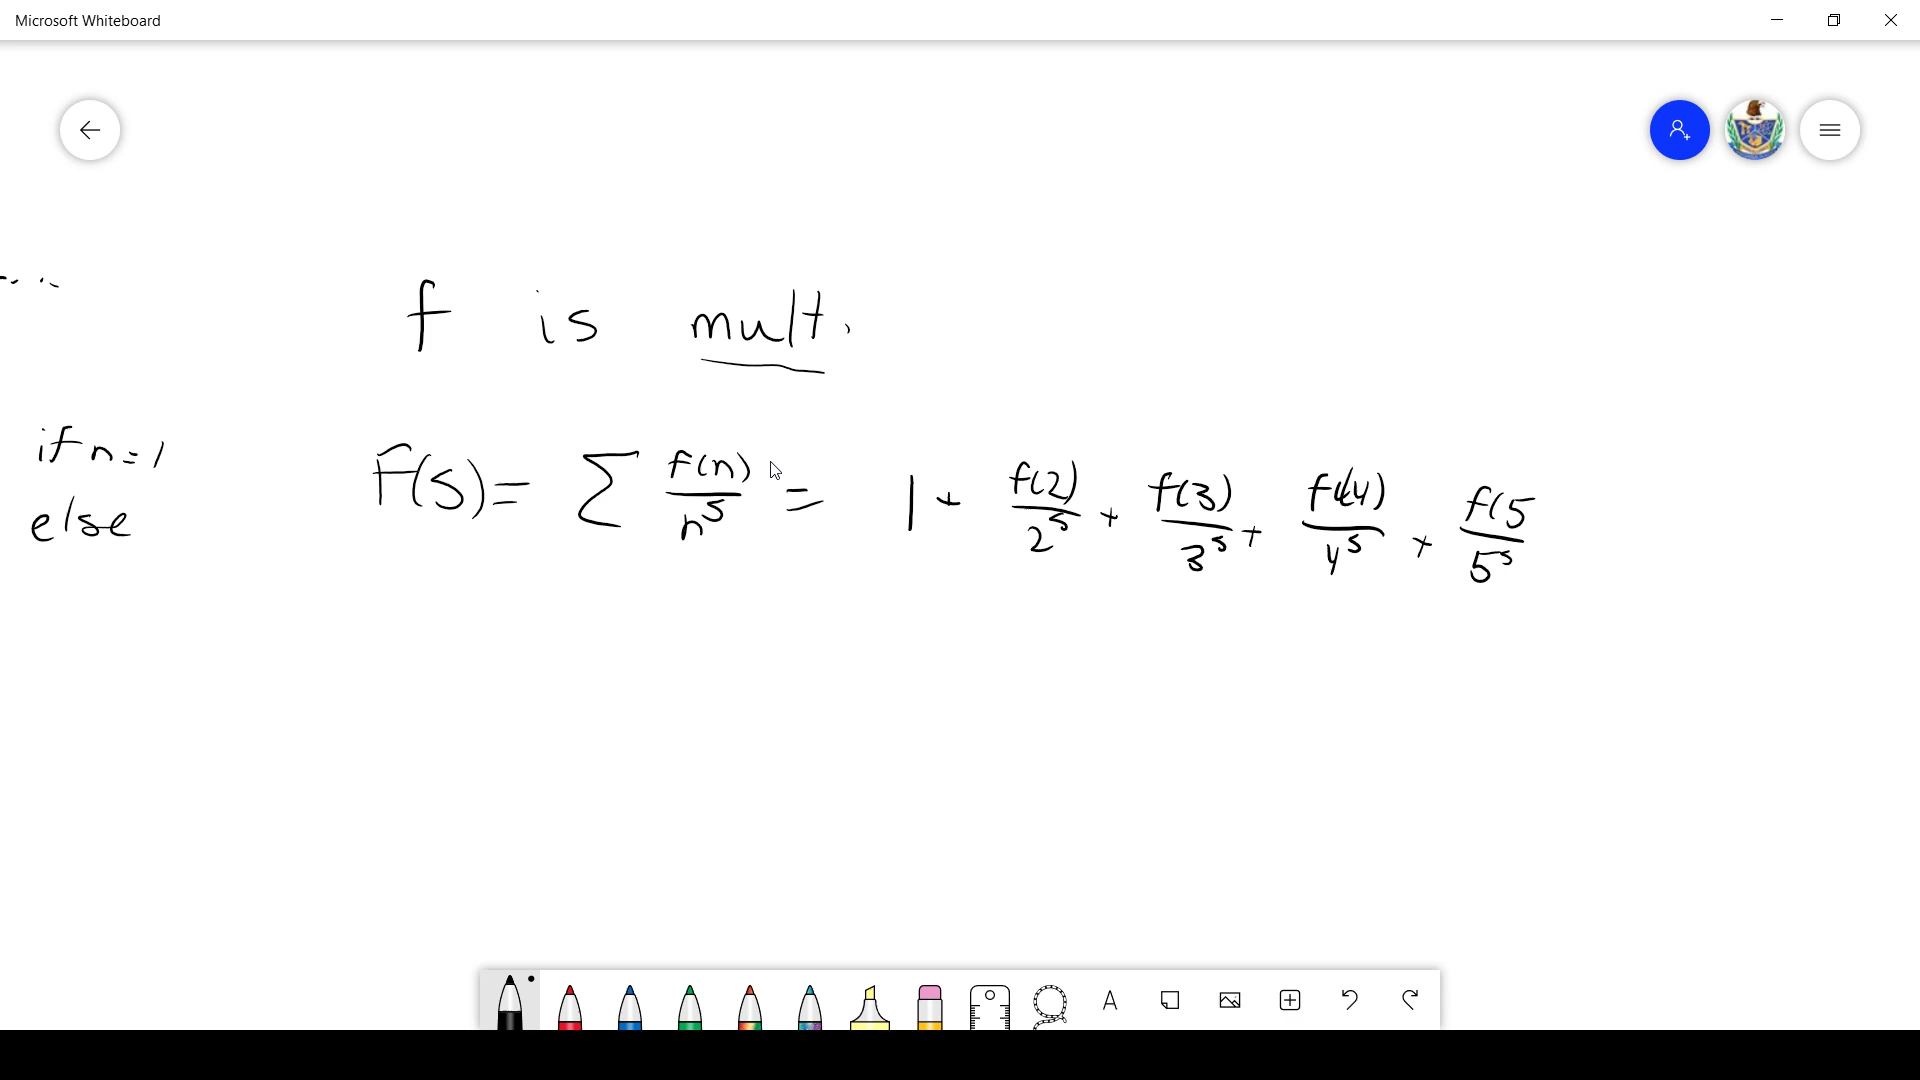 Microsoft Whiteboard
...
f is mult.
if n = 1
else
F(s) = ∑ f(n)/n^s = 1 + f(2)/2^s + f(3)/3^s + f(4)/4^s + f(5/5^s
A